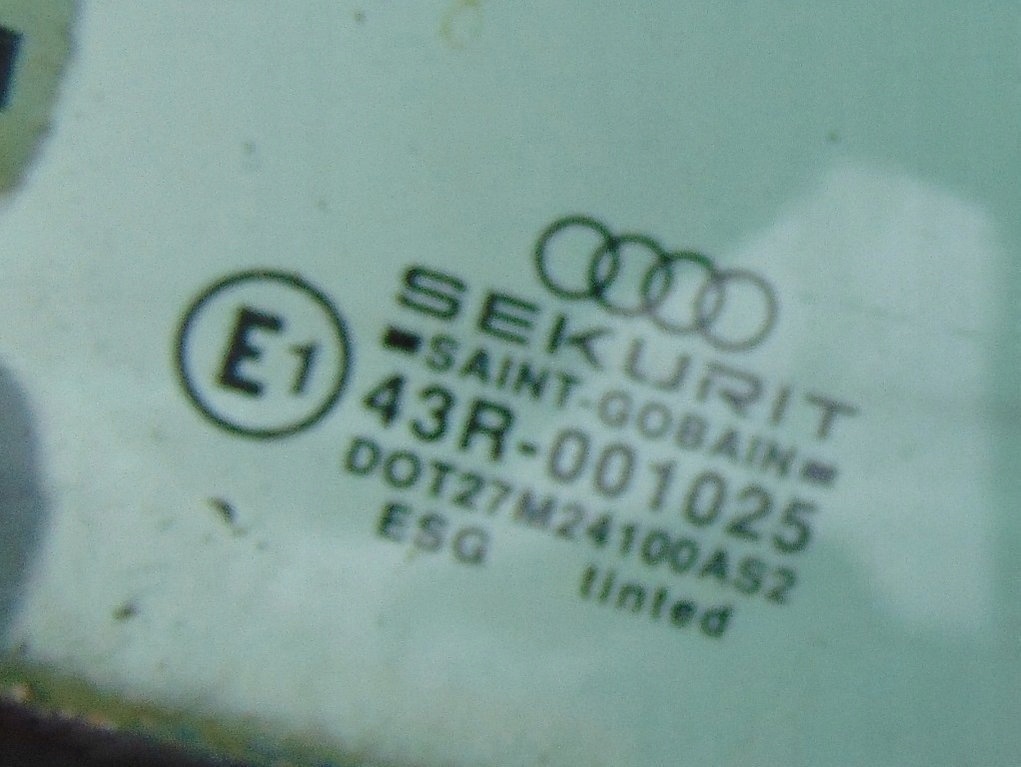 SEKURIT
SAINT-GOBAIN
E1
43R-001025
DOT27M24100AS2
ESG tinted